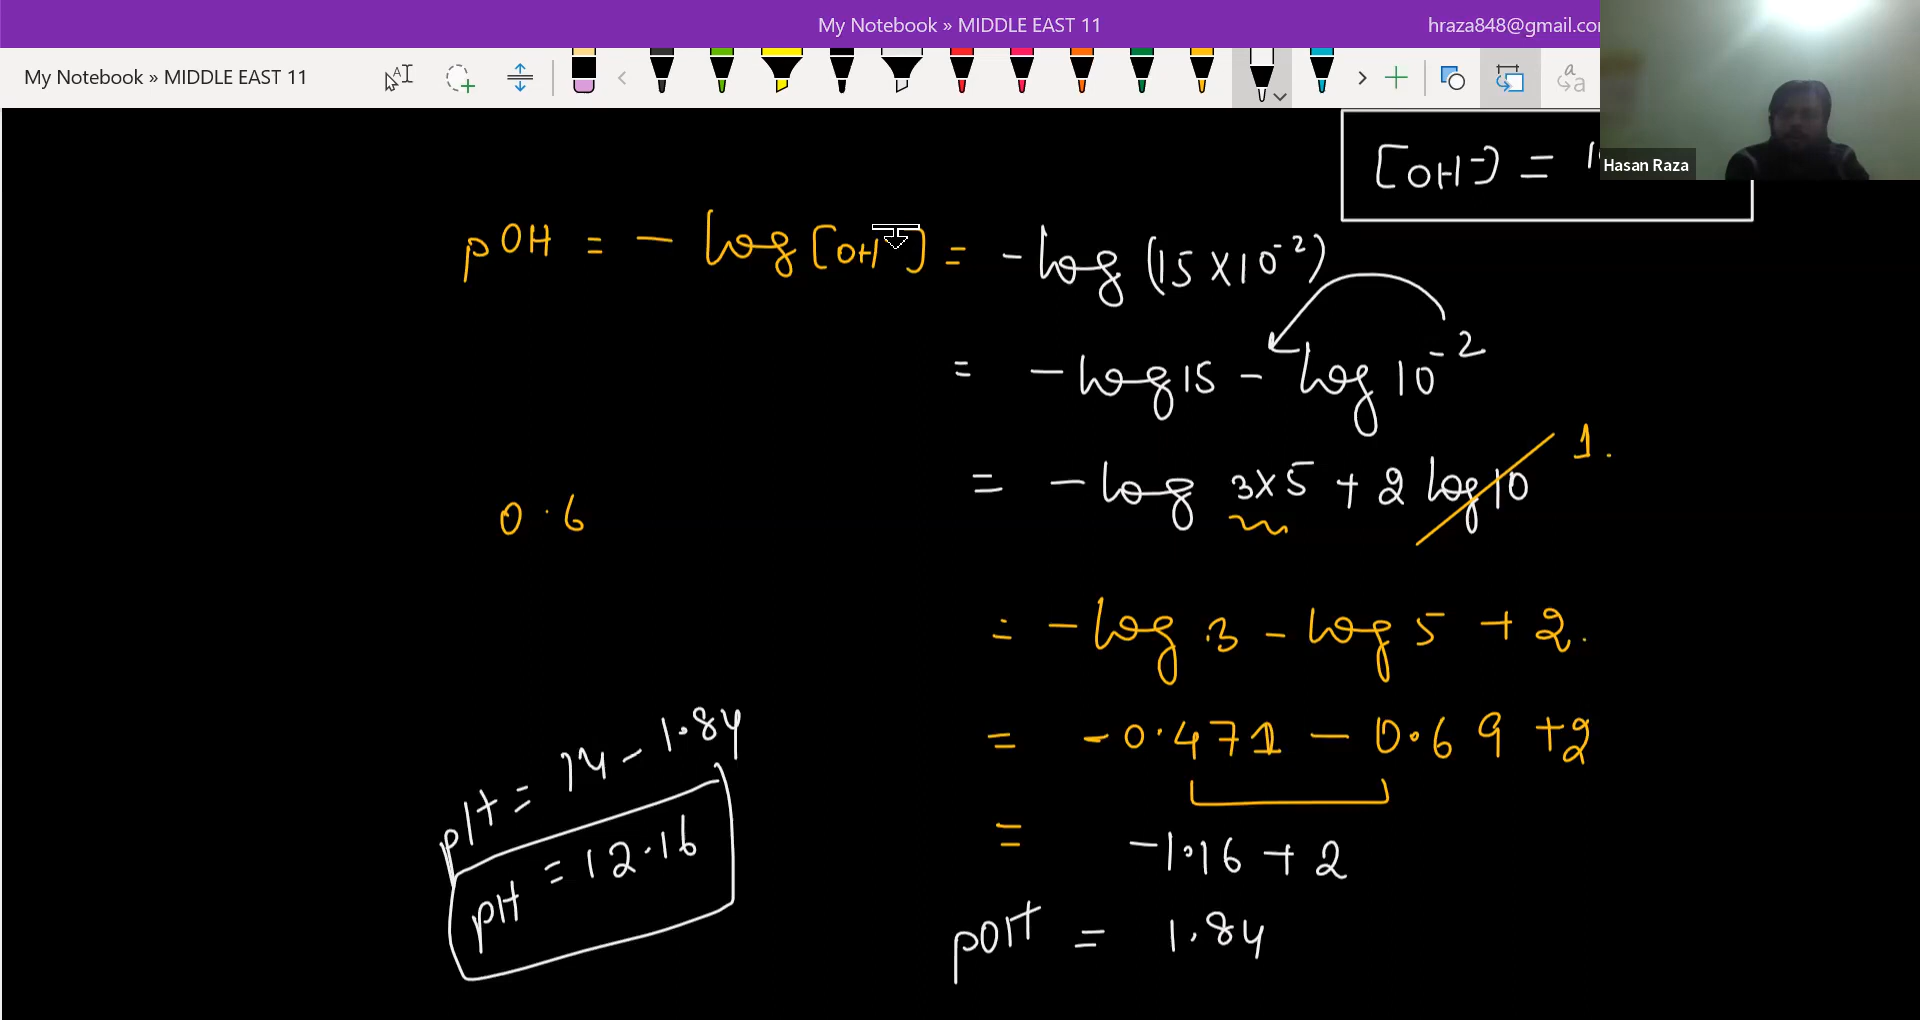 My Notebook » MIDDLE EAST 11
hraza848@gmail.co
My Notebook » MIDDLE EAST 11
Hasan Raza
[OH⁻] = 1
pOH = - log [OH⁻] = - log (15 X 10⁻²)
= - log 15 - log 10⁻²
= - log 3 x 5 + 2 log 10 1.
0.6
= - log 3 - log 5 + 2.
= - 0.471 - 0.69 + 2
= -1.16 + 2
pOH = 1.84
pH = 14 - 1.84
pH = 12.16